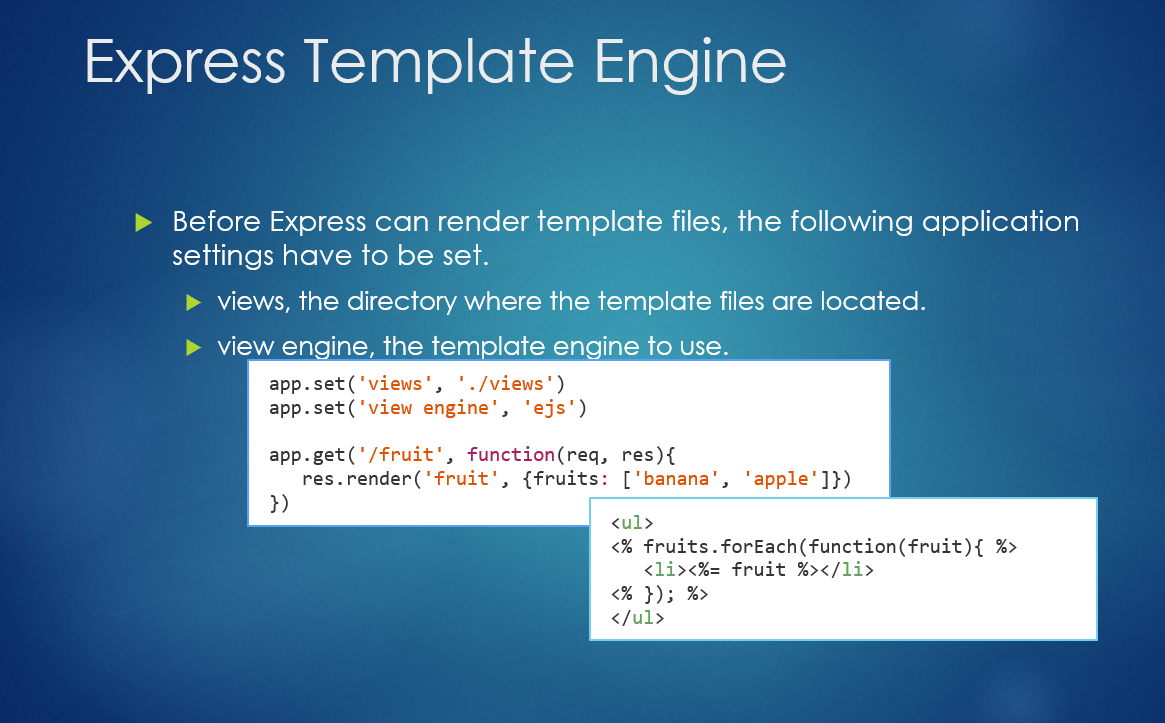 Express Template Engine
Before Express can render template files, the following application
settings have to be set.
views, the directory where the template files are located.
view engine, the template engine to use.
app.set('views', './views')
app.set('view engine', 'ejs')
app.get('/fruit', function(req, res){
   res.render('fruit', {fruits: ['banana', 'apple']})
})
<ul>
<% fruits.forEach(function(fruit){ %>
   <li><%= fruit %></li>
<% }); %>
</ul>